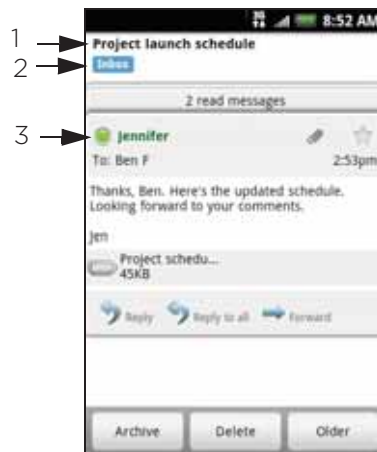 8:52 AM
1
Project launch schedule
2
Inbox
2 read messages
3
Jennifer
To: Ben F
2:53pm
Thanks, Ben. Here's the updated schedule.
Looking forward to your comments.
Jen
Project schedu...
45KB
Reply
Reply to all
Forward
Archive
Delete
Older